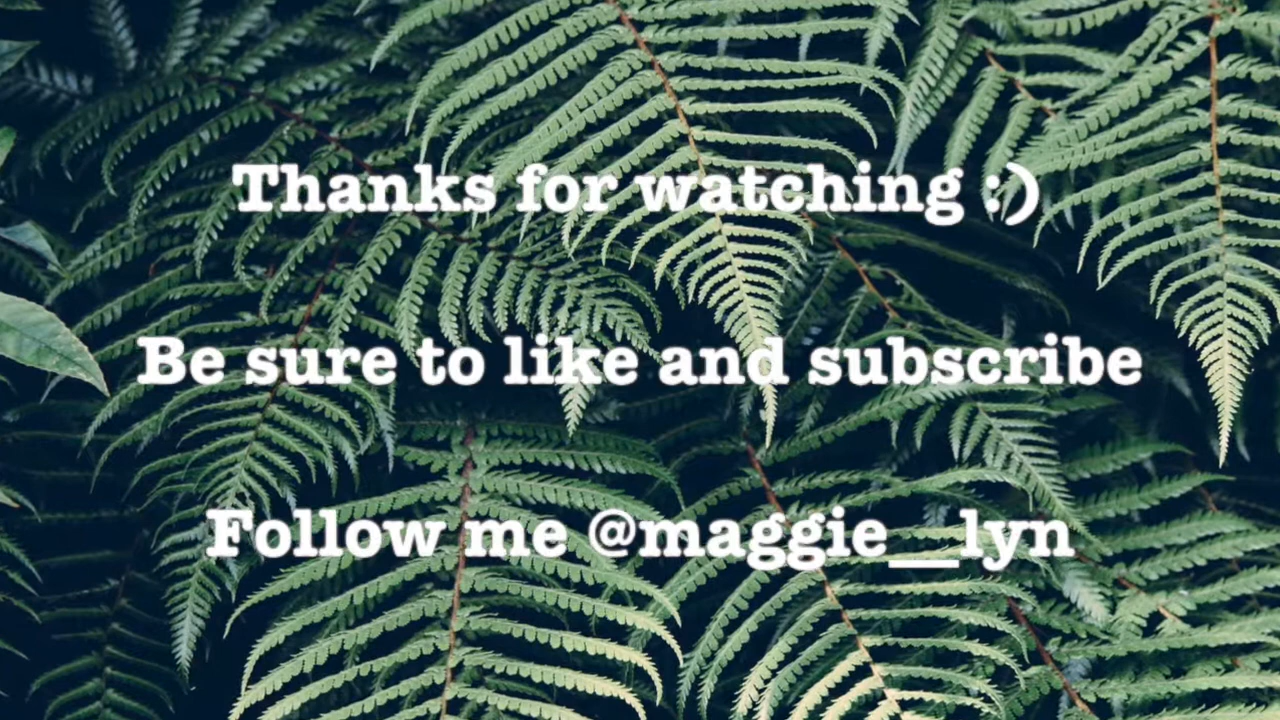 Thanks for watching :)
Be sure to like and subscribe
Follow me @maggie__lyn